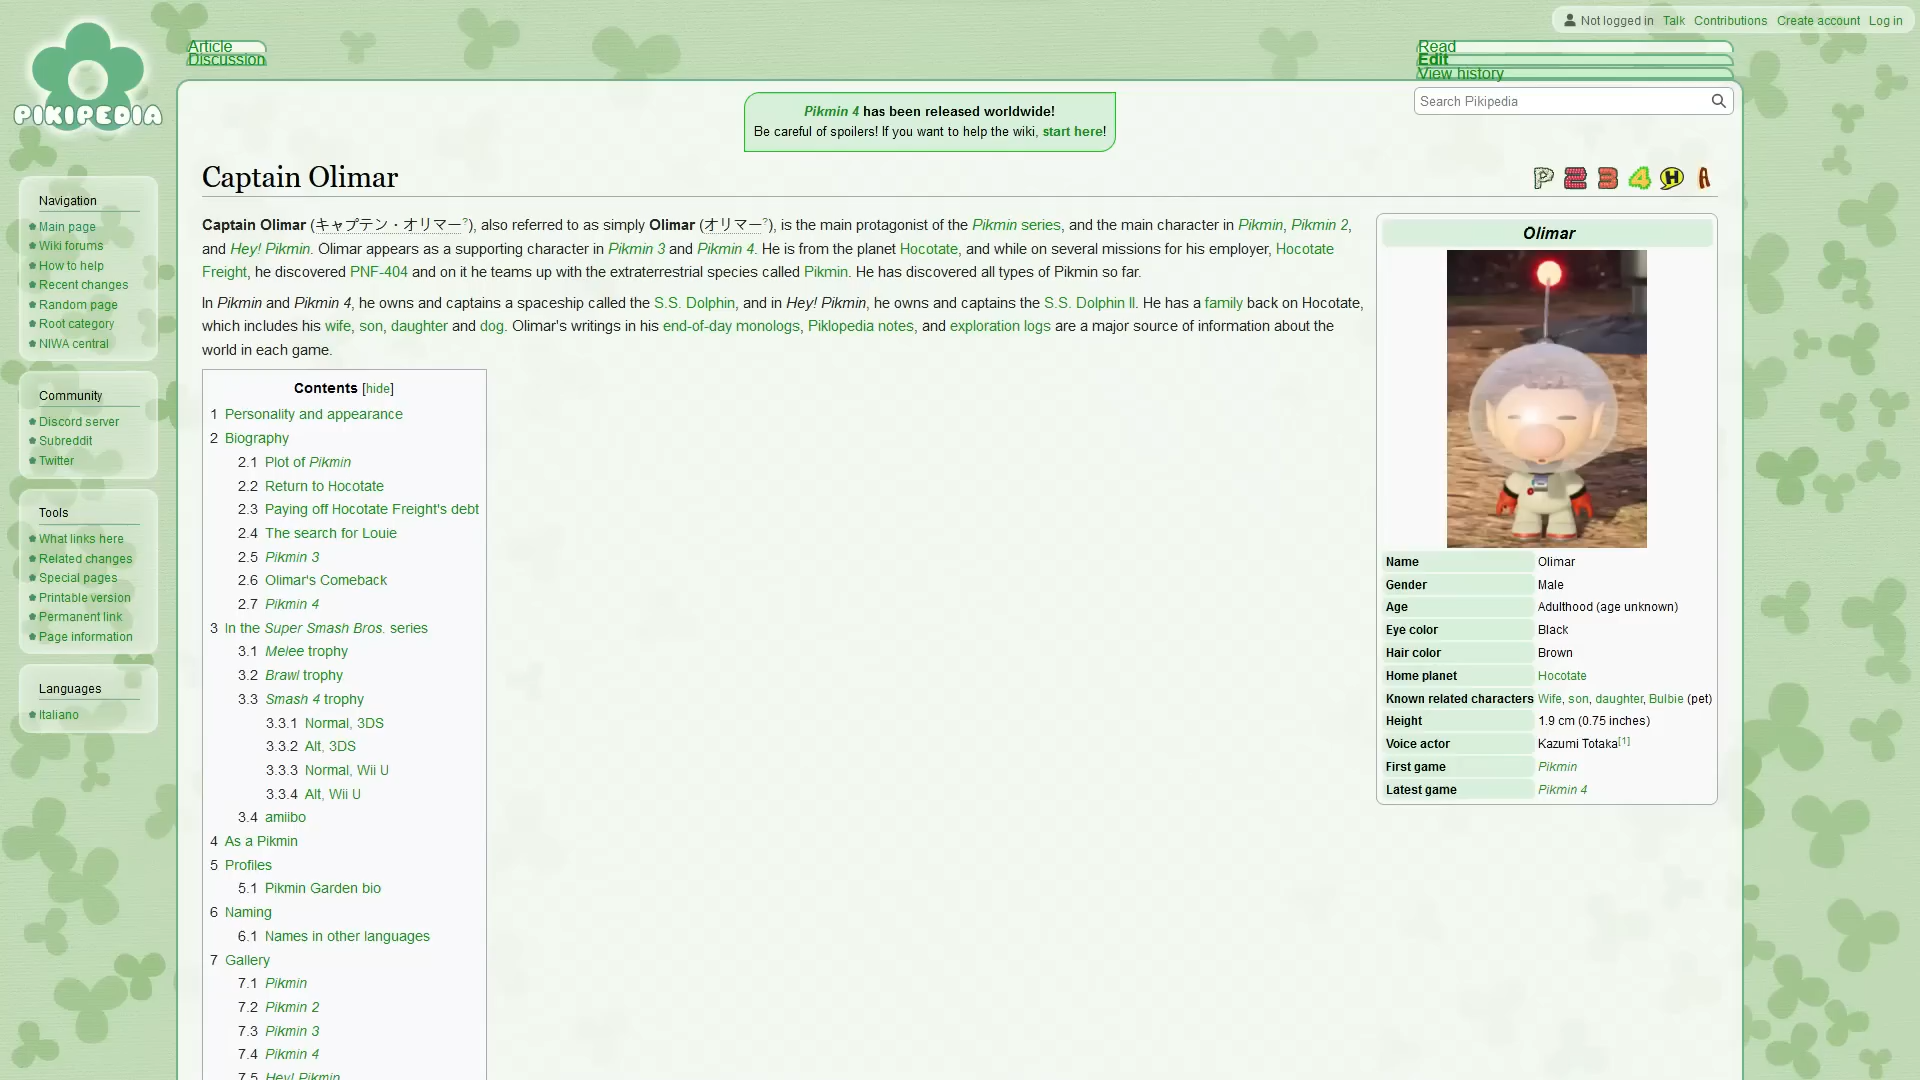 Not logged in Talk Contributions Create account Log in
Article
Discussion
Read
Edit
View history
Search Pikipedia
PIKIPEDIA
Pikmin 4 has been released worldwide!
Be careful of spoilers! If you want to help the wiki, start here!
Captain Olimar
P 2 3 4 H A
Captain Olimar (キャプテン・オリマー?), also referred to as simply Olimar (オリマー?), is the main protagonist of the Pikmin series, and the main character in Pikmin, Pikmin 2,
and Hey! Pikmin. Olimar appears as a supporting character in Pikmin 3 and Pikmin 4. He is from the planet Hocotate, and while on several missions for his employer, Hocotate
Freight, he discovered PNF-404 and on it he teams up with the extraterrestrial species called Pikmin. He has discovered all types of Pikmin so far.
In Pikmin and Pikmin 4, he owns and captains a spaceship called the S.S. Dolphin, and in Hey! Pikmin, he owns and captains the S.S. Dolphin II. He has a family back on Hocotate,
which includes his wife, son, daughter and dog. Olimar's writings in his end-of-day monologs, Piklopedia notes, and exploration logs are a major source of information about the
world in each game.
Contents [hide]
1 Personality and appearance
2 Biography
2.1 Plot of Pikmin
2.2 Return to Hocotate
2.3 Paying off Hocotate Freight's debt
2.4 The search for Louie
2.5 Pikmin 3
2.6 Olimar's Comeback
2.7 Pikmin 4
3 In the Super Smash Bros. series
3.1 Melee trophy
3.2 Brawl trophy
3.3 Smash 4 trophy
3.3.1 Normal, 3DS
3.3.2 Alt, 3DS
3.3.3 Normal, Wii U
3.3.4 Alt, Wii U
3.4 amiibo
4 As a Pikmin
5 Profiles
5.1 Pikmin Garden bio
6 Naming
6.1 Names in other languages
7 Gallery
7.1 Pikmin
7.2 Pikmin 2
7.3 Pikmin 3
7.4 Pikmin 4
7.5 Hey! Pikmin
Olimar
Name Olimar
Gender Male
Age Adulthood (age unknown)
Eye color Black
Hair color Brown
Home planet Hocotate
Known related characters Wife, son, daughter, Bulbie (pet)
Height 1.9 cm (0.75 inches)
Voice actor Kazumi Totaka[1]
First game Pikmin
Latest game Pikmin 4
Navigation
Main page
Wiki forums
How to help
Recent changes
Random page
Root category
NIWA central
Community
Discord server
Subreddit
Twitter
Tools
What links here
Related changes
Special pages
Printable version
Permanent link
Page information
Languages
Italiano